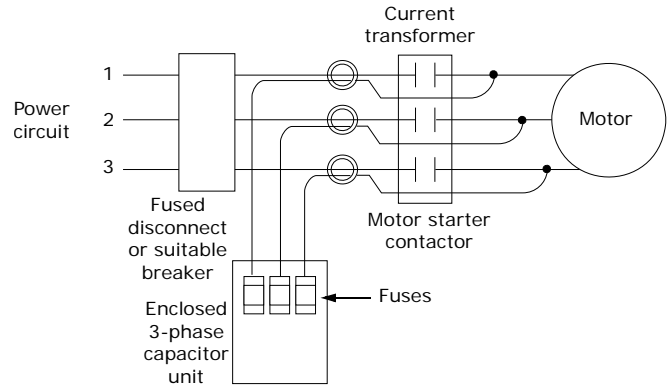 Current
transformer
1
Power
circuit
2
Motor
3
Fused
disconnect
or suitable
breaker
Motor starter
contactor
Enclosed
3-phase
capacitor
unit
Fuses